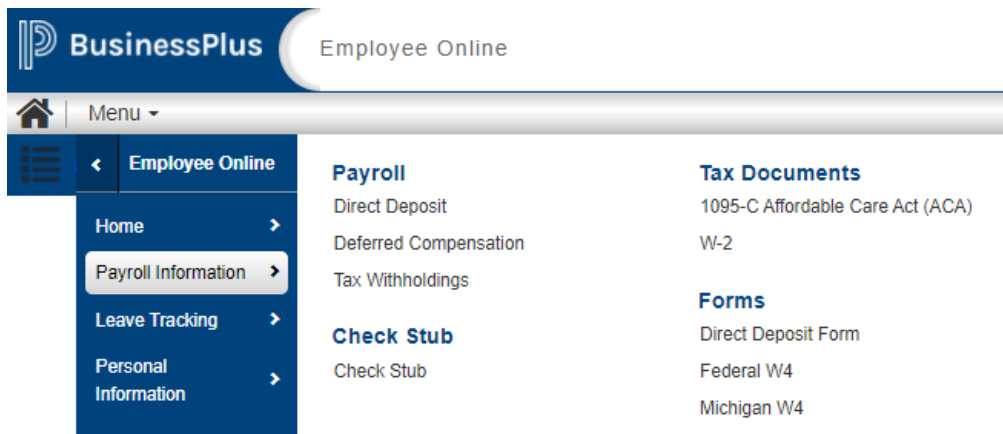 BusinessPlus
Employee Online
Menu
Employee Online
Home
Payroll Information
Leave Tracking
Personal
Information
Payroll
Direct Deposit
Deferred Compensation
Tax Withholdings
Check Stub
Check Stub
Tax Documents
1095-C Affordable Care Act (ACA)
W-2
Forms
Direct Deposit Form
Federal W4
Michigan W4